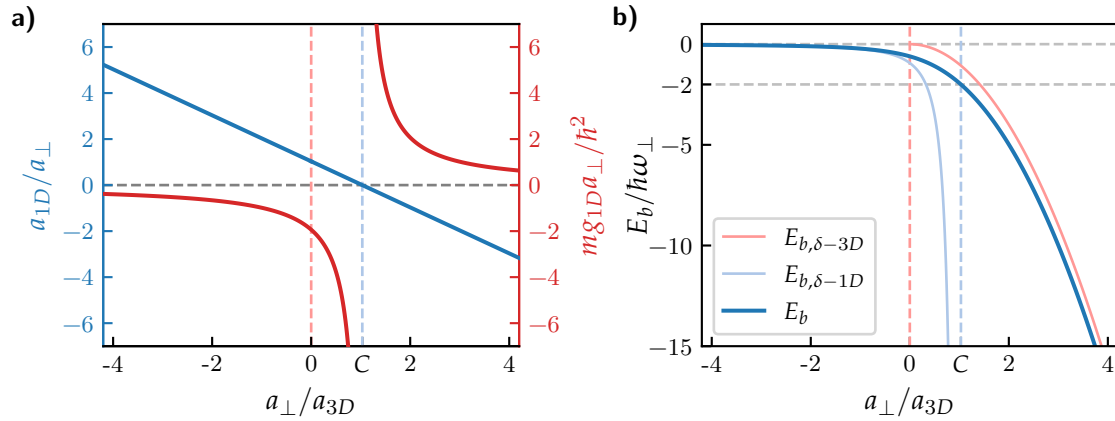 a)
a_{1D}/a_⊥
6
4
2
0
−2
−4
−6
-4
-2
0
C
2
4
a_⊥/a_{3D}
6
4
2
0
−2
−4
−6
mg_{1D}a_⊥/ℏ^2
b)
E_b/ℏω_⊥
0
−2
−5
−10
−15
E_{b,δ−3D}
E_{b,δ−1D}
E_b
-4
-2
0
C
2
4
a_⊥/a_{3D}